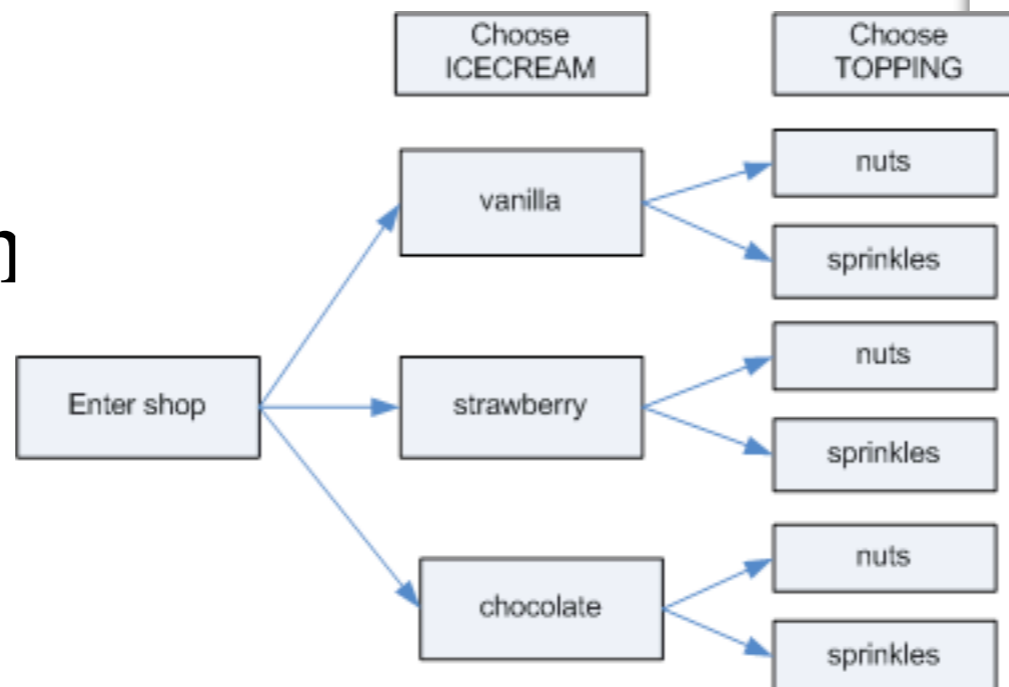 Choose
ICECREAM
Choose
TOPPING
vanilla
nuts
sprinkles
Enter shop
strawberry
nuts
sprinkles
chocolate
nuts
sprinkles